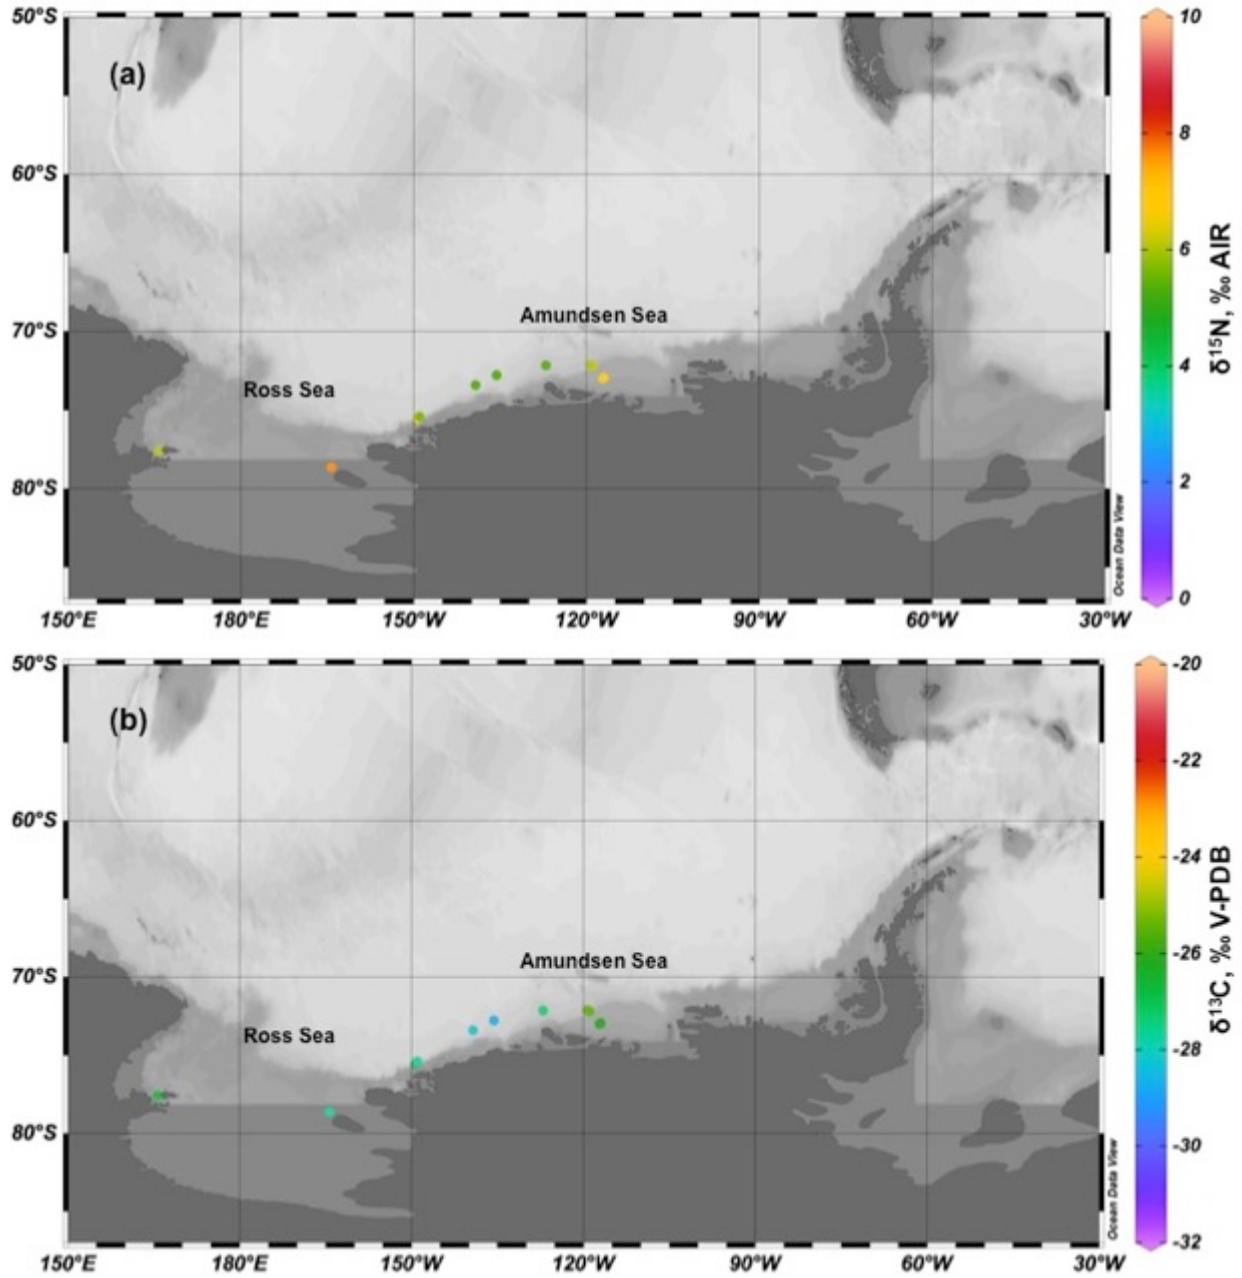 50°S
(a)
10
60°S
8
Amundsen Sea
70°S
6
Ross Sea
4
80°S
2
0
δ15N, ‰ AIR
Ocean Data View
150°E 180°E 150°W 120°W 90°W 60°W 30°W
50°S
(b)
-20
-22
60°S
-24
Amundsen Sea
70°S
-26
Ross Sea
-28
80°S
-30
-32
δ13C, ‰ V-PDB
Ocean Data View
150°E 180°E 150°W 120°W 90°W 60°W 30°W